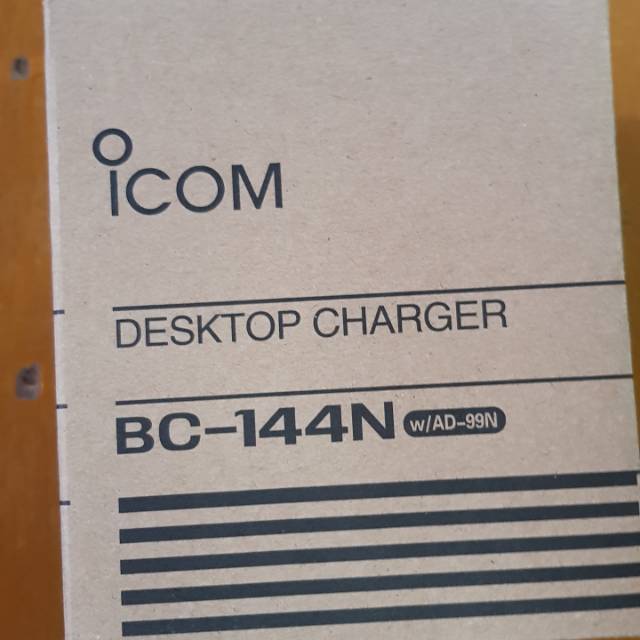 ICOM
DESKTOP CHARGER
BC-144N w/AD-99N